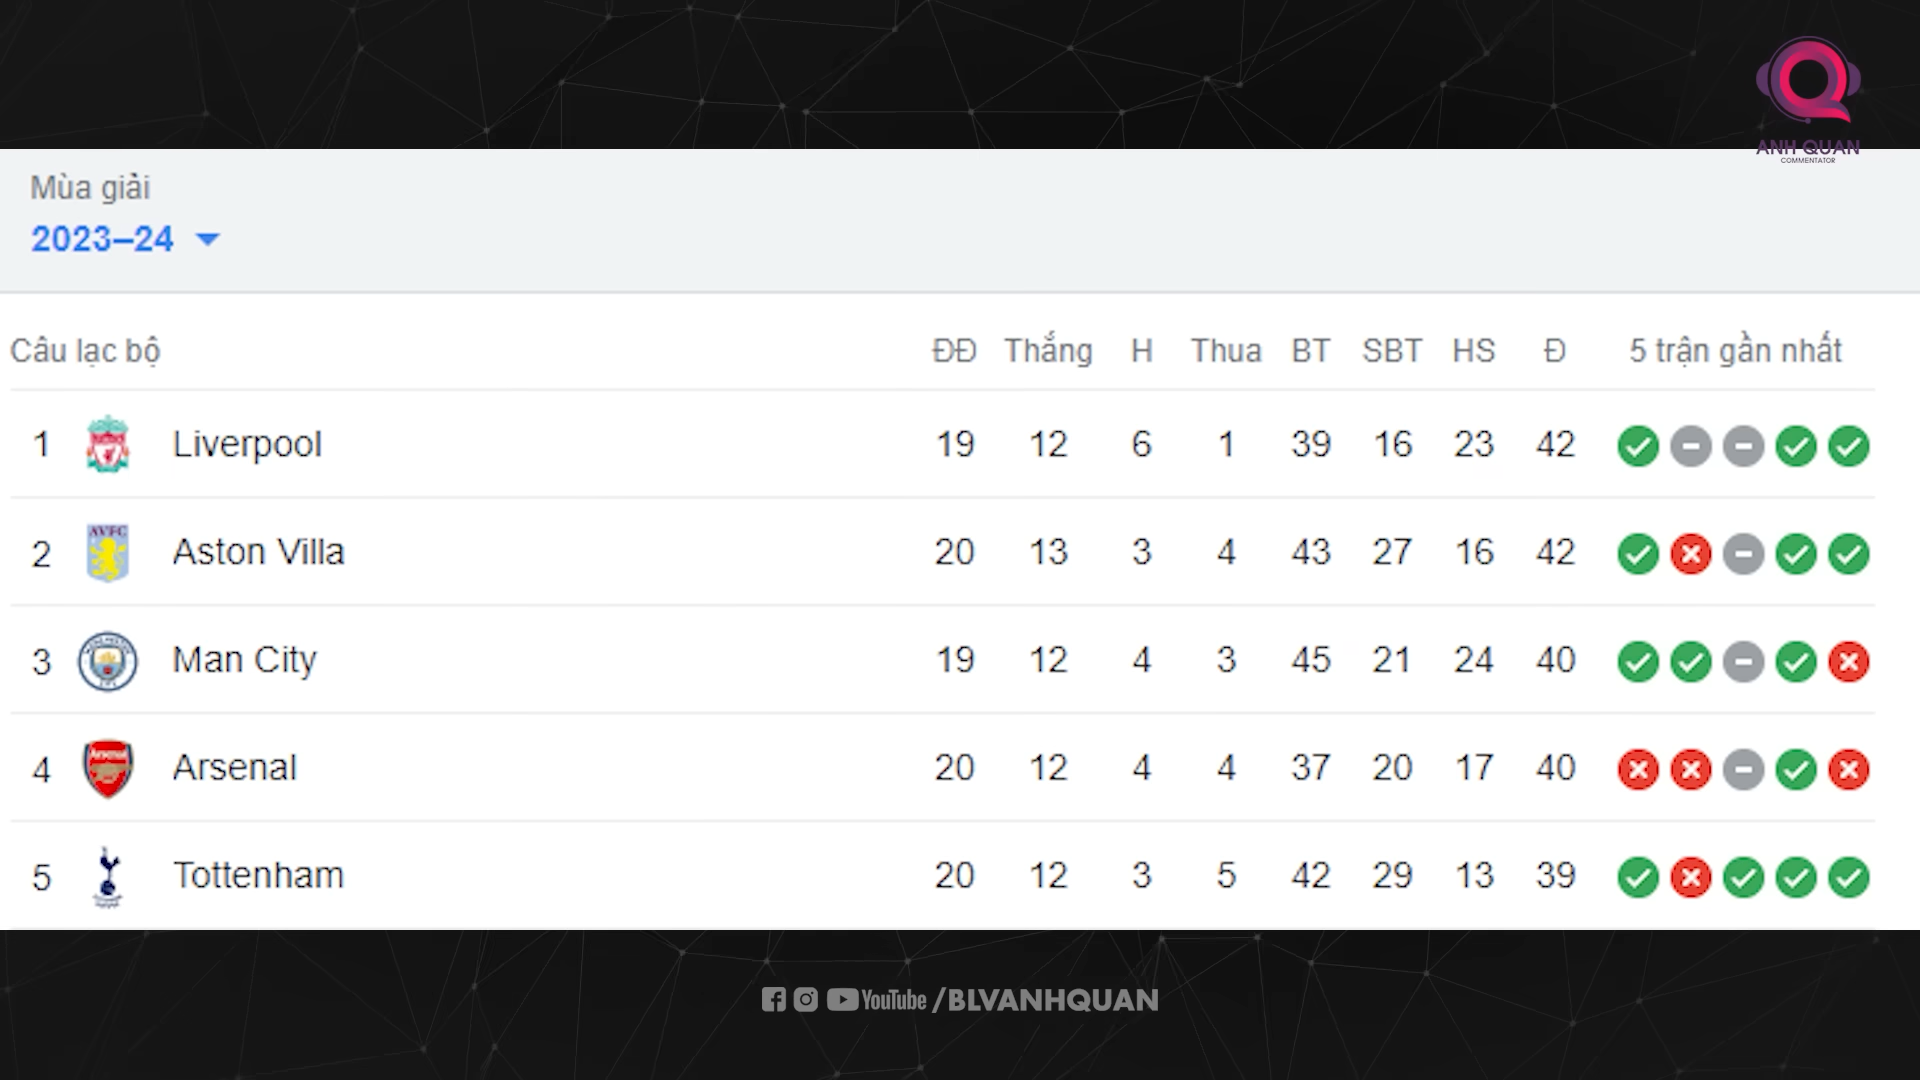 ANH QUAN
COMMENTATOR
Mùa giải
2023–24
Câu lạc bộ ĐĐ Thắng H Thua BT SBT HS Đ 5 trận gần nhất
1 Liverpool 19 12 6 1 39 16 23 42
AVFC
2 Aston Villa 20 13 3 4 43 27 16 42
3 Man City 19 12 4 3 45 21 24 40
Arsenal
4 Arsenal 20 12 4 4 37 20 17 40
5 Tottenham 20 12 3 5 42 29 13 39
YouTube /BLVANHQUAN